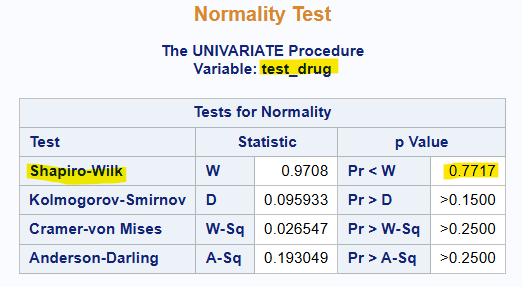 Normality Test
The UNIVARIATE Procedure
Variable: test_drug
Tests for Normality
Test Statistic p Value
Shapiro-Wilk W 0.9708 Pr < W 0.7717
Kolmogorov-Smirnov D 0.095933 Pr > D >0.1500
Cramer-von Mises W-Sq 0.026547 Pr > W-Sq >0.2500
Anderson-Darling A-Sq 0.193049 Pr > A-Sq >0.2500